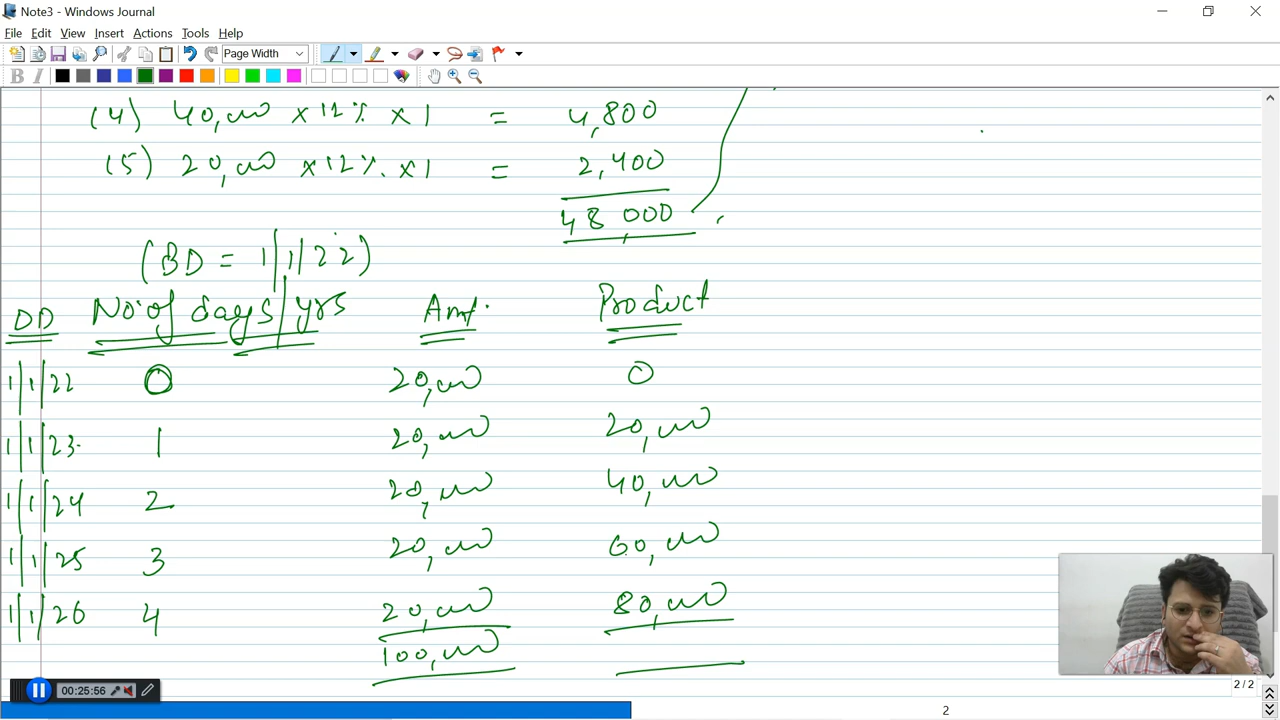 Note3 - Windows Journal
File Edit View Insert Actions Tools Help
Page Width
B I
(4) 40,000 × 12% × 1 = 4,800
(5) 20,000 × 12% × 1 = 2,400
48,000
(BD = 1/1/22)
DD No. of days/yrs Amt. Product
1/1/22 0 20,000 0
1/1/23 1 20,000 20,000
1/1/24 2 20,000 40,000
1/1/25 3 20,000 60,000
1/1/26 4 20,000 80,000
100,000
00:25:56
2 / 2
2